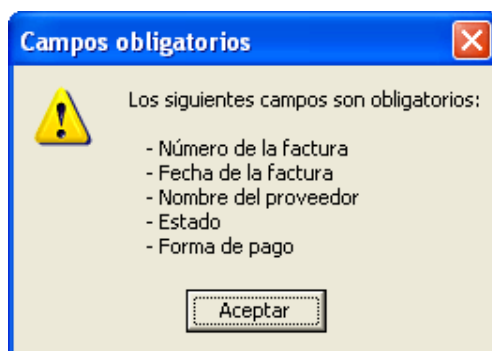 Campos obligatorios
Los siguientes campos son obligatorios:
- Número de la factura
- Fecha de la factura
- Nombre del proveedor
- Estado
- Forma de pago
Aceptar